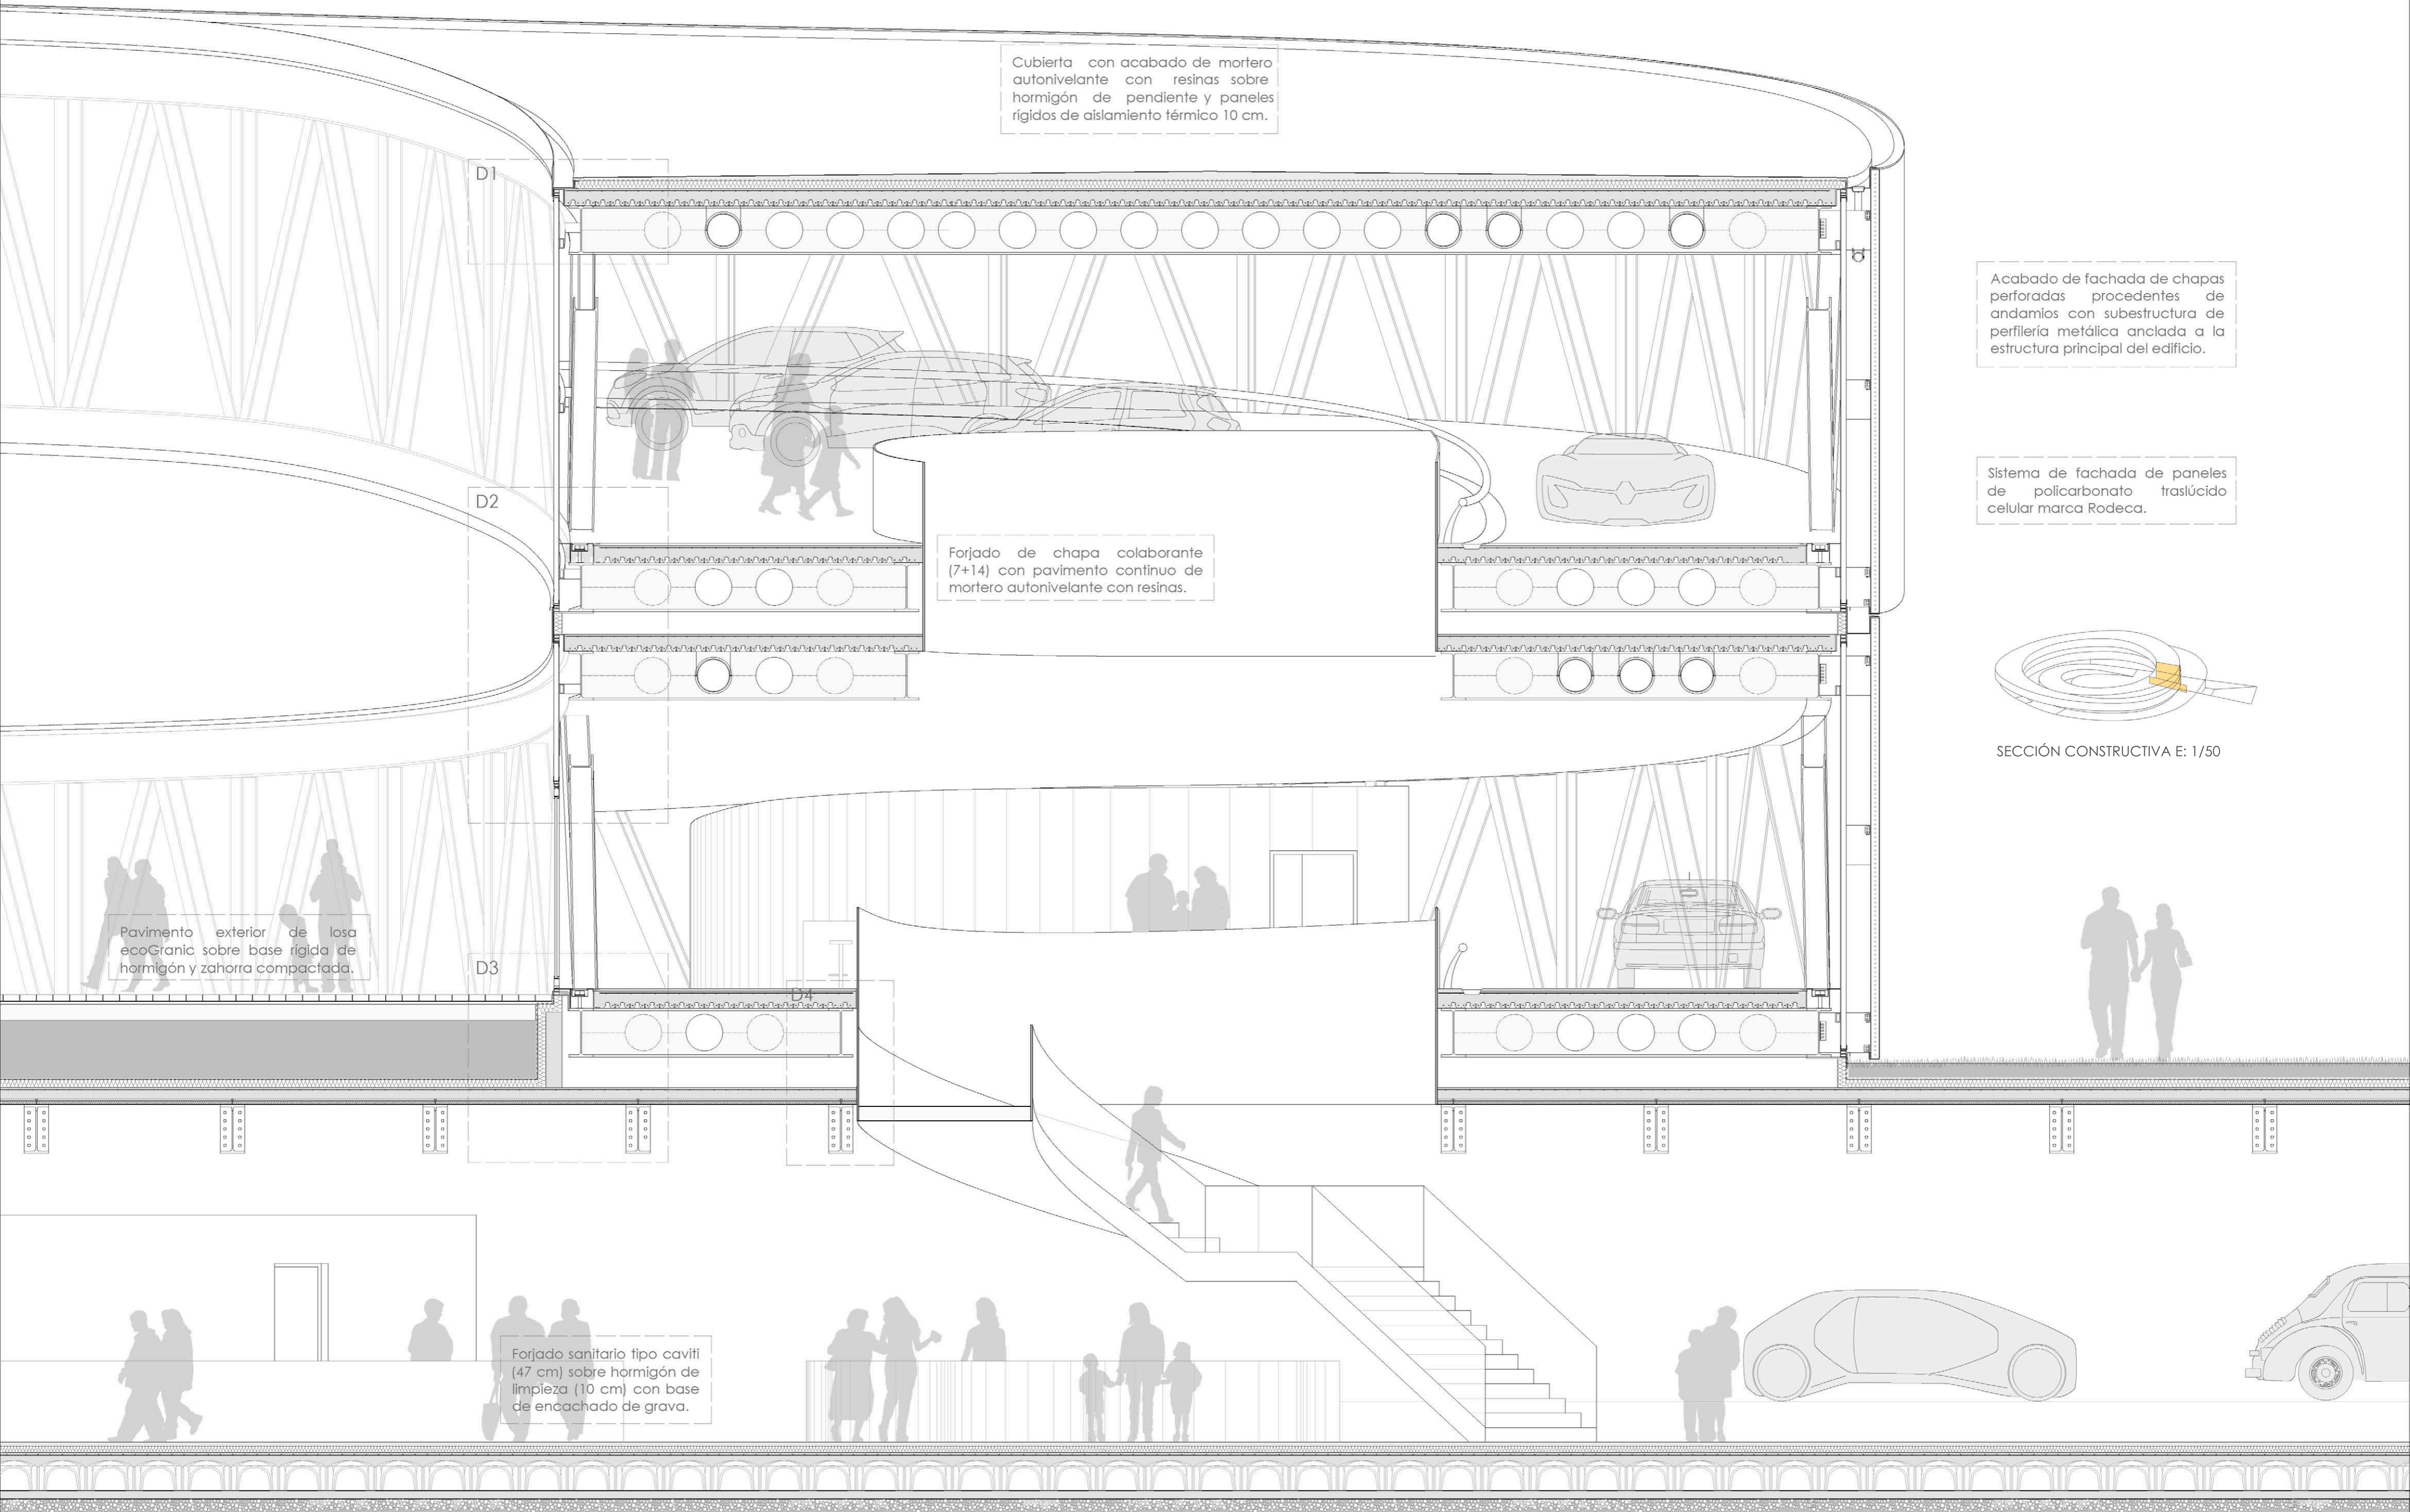 Cubierta con acabado de mortero
autonivelante con resinas sobre
hormigón de pendiente y paneles
rígidos de aislamiento térmico 10 cm.
D1
Acabado de fachada de chapas
perforadas procedentes de
andamios con subestructura de
perfilería metálica anclada a la
estructura principal del edificio.
Sistema de fachada de paneles
de policarbonato traslúcido
celular marca Rodeca.
D2
Forjado de chapa colaborante
(7+14) con pavimento continuo de
mortero autonivelante con resinas.
SECCIÓN CONSTRUCTIVA E: 1/50
Pavimento exterior de losa
ecoGranic sobre base rígida de
hormigón y zahorra compactada.
D3
D4
Forjado sanitario tipo caviti
(47 cm) sobre hormigón de
limpieza (10 cm) con base
de encachado de grava.